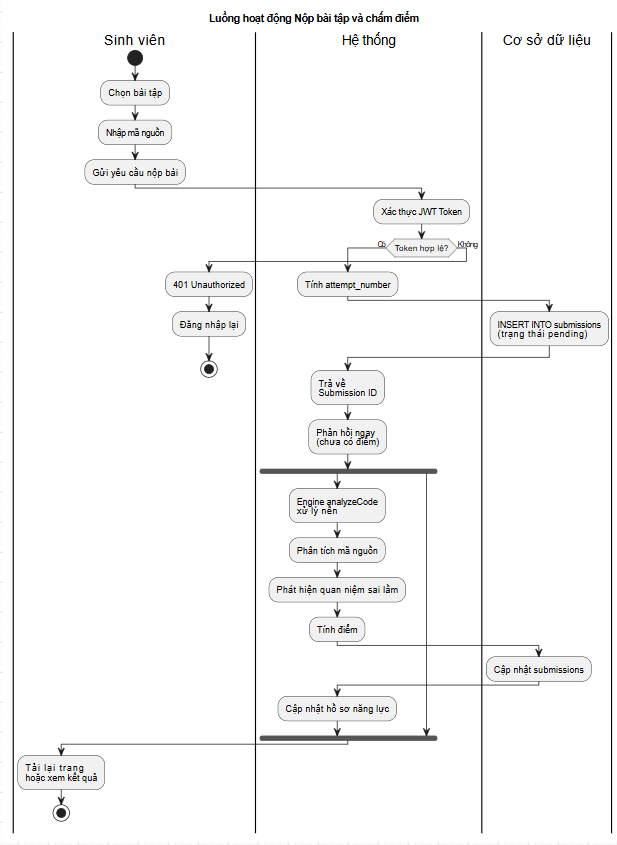 Luồng hoạt động Nộp bài tập và chấm điểm
Sinh viên
Hệ thống
Cơ sở dữ liệu
Chọn bài tập
Nhập mã nguồn
Gửi yêu cầu nộp bài
Xác thực JWT Token
Có
Token hợp lệ?
Không
401 Unauthorized
Tính attempt_number
Đăng nhập lại
INSERT INTO submissions
(trạng thái pending)
Trả về
Submission ID
Phản hồi ngay
(chưa có điểm)
Engine analyzeCode
xử lý nền
Phân tích mã nguồn
Phát hiện quan niệm sai lầm
Tính điểm
Cập nhật submissions
Cập nhật hồ sơ năng lực
Tải lại trang
hoặc xem kết quả